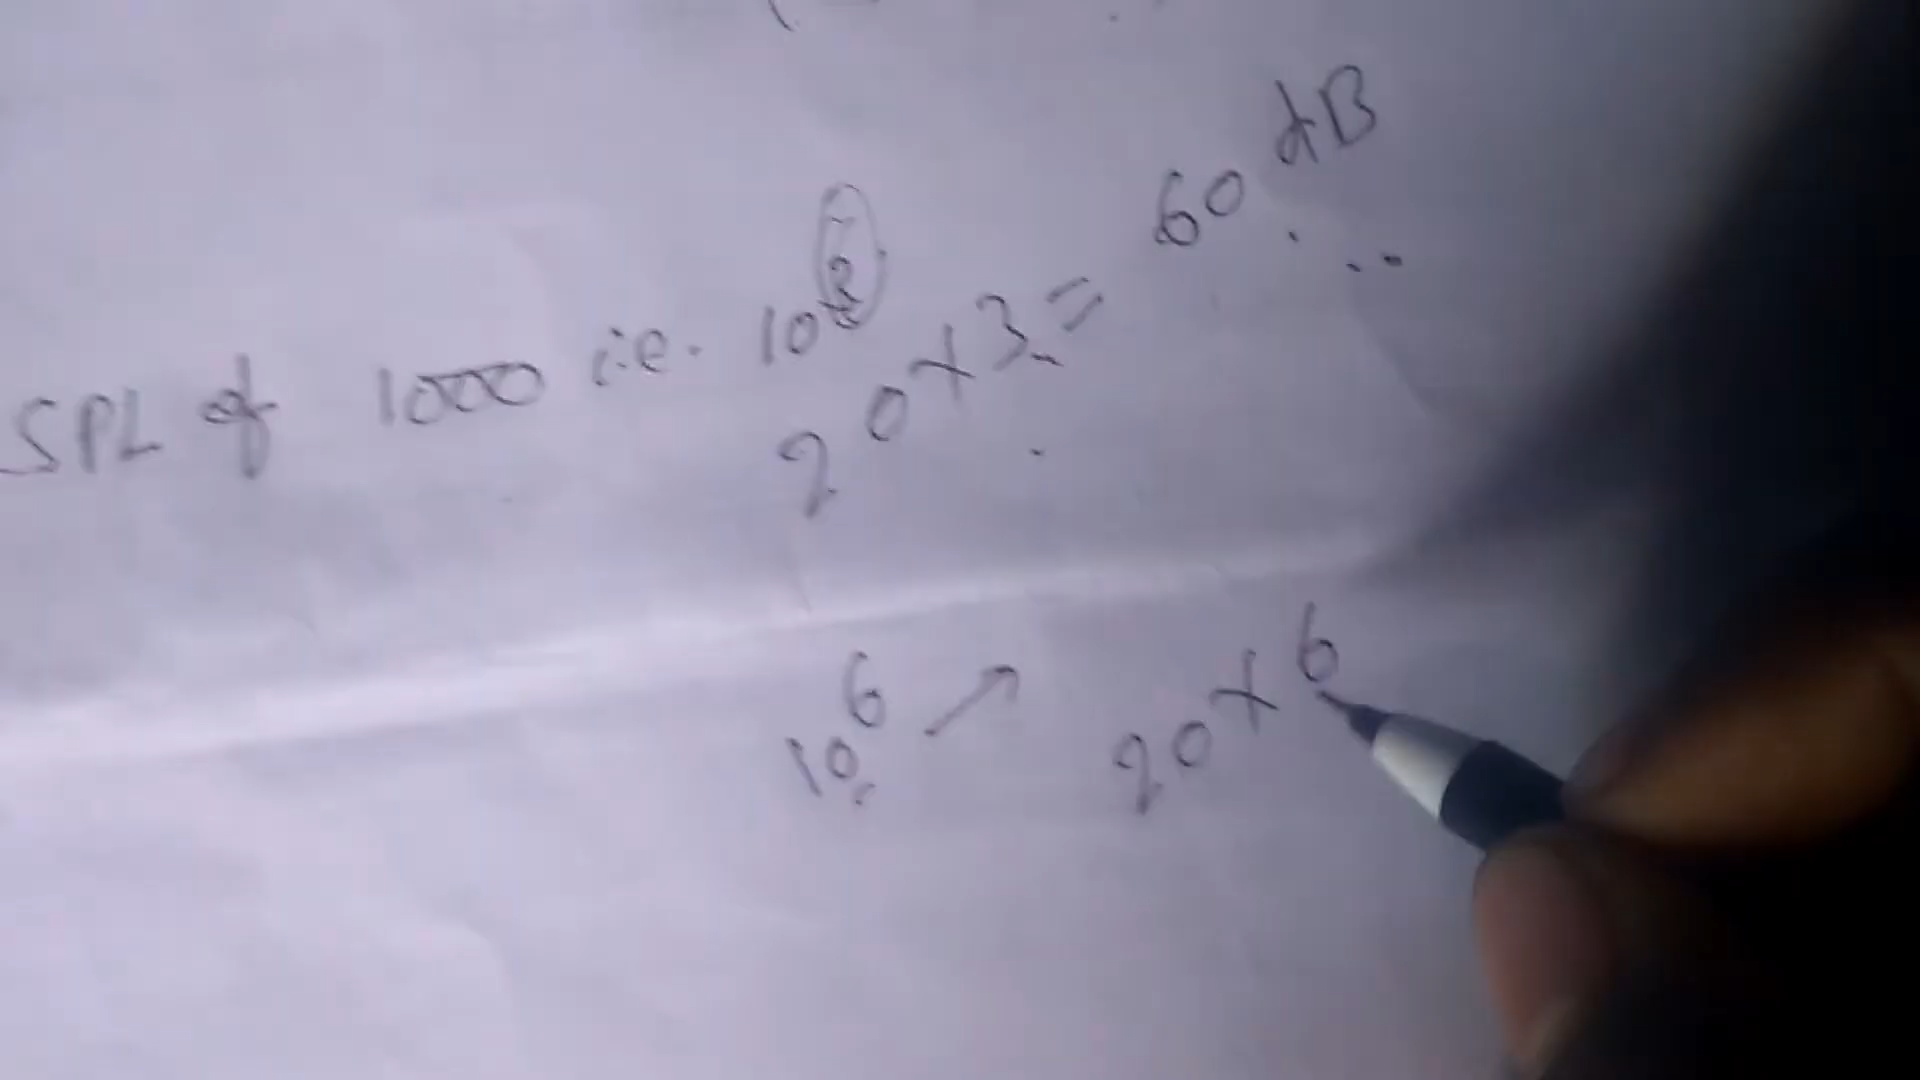 SPL of 1000 i.e. 10³
20 × 3 = 60 dB
10⁶ ↗ 20 × 6